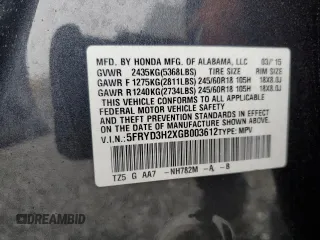 MFD. BY HONDA MFG. OF ALABAMA, LLC 03/15
GVWR 2435KG(5368LBS) TIRE SIZE RIM SIZE
GAWR F 1275KG(2811LBS) 245/60R18 105H 18X8.0J
GAWR R1240KG(2734LBS) 245/60R18 105H 18X8.0J
THIS VEHICLE CONFORMS TO ALL APPLICABLE
FEDERAL MOTOR VEHICLE SAFETY AND
THEFT PREVENTION STANDARDS IN EFFECT ON
THE DATE OF MANUFACTURE SHOWN ABOVE.
V.I.N.: 5FRYD3H2XGB003612 TYPE: MPV
TZ5 G AA7 -NH782M -A -B